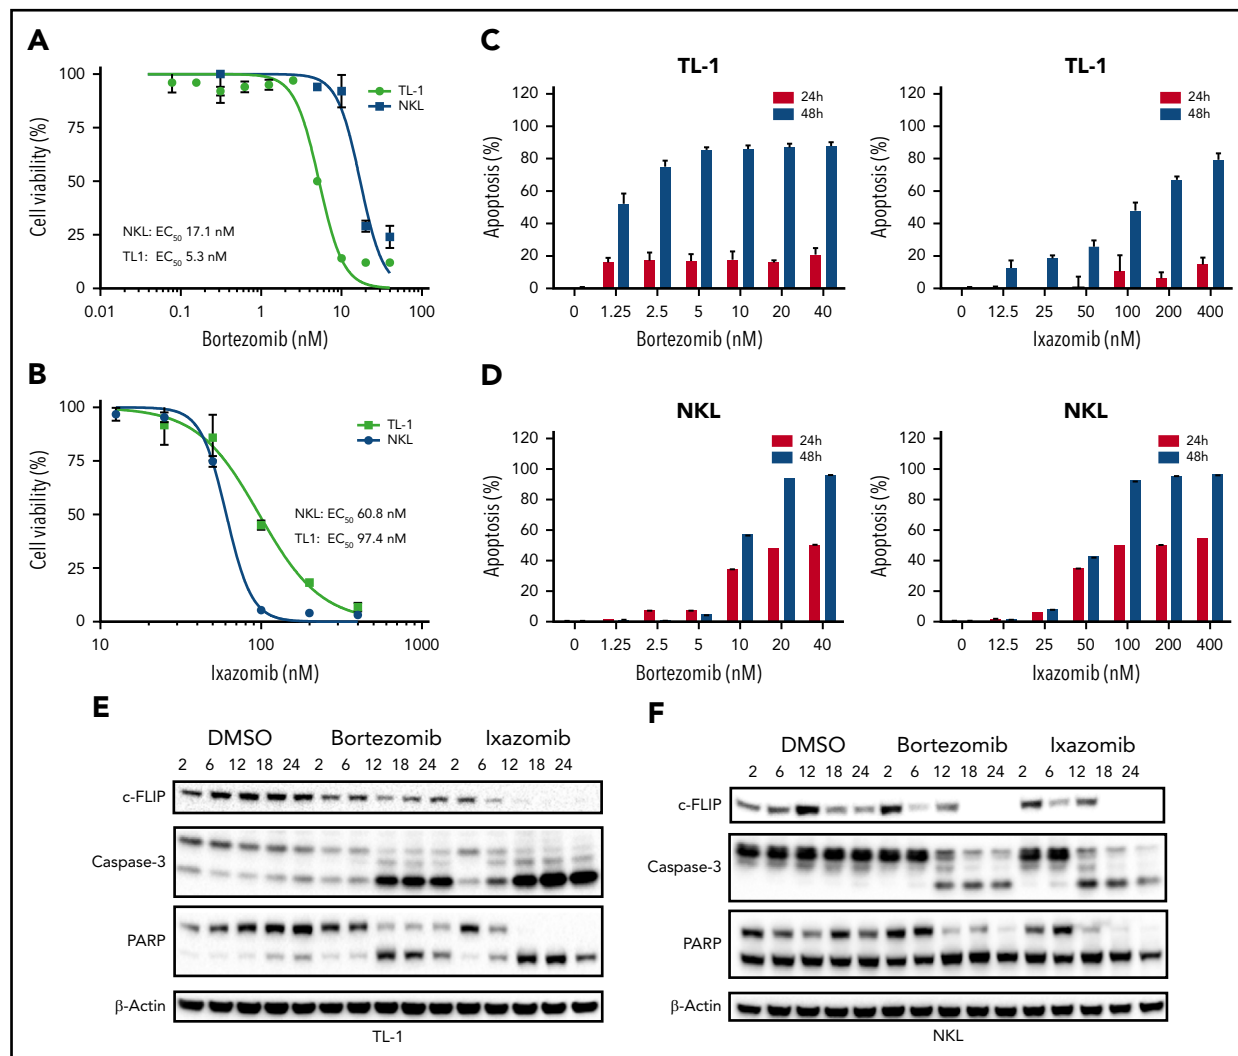 A
100
75
50
25
0
Cell viability (%)
TL-1
NKL
NKL: EC50 17.1 nM
TL1: EC50 5.3 nM
0.01 0.1 1 10 100
Bortezomib (nM)
B
100
75
50
25
0
Cell viability (%)
TL-1
NKL
NKL: EC50 60.8 nM
TL1: EC50 97.4 nM
10 100 1000
Ixazomib (nM)
C
TL-1
24h
48h
120
100
80
60
40
20
0
Apoptosis (%)
0 1.25 2.5 5 10 20 40
Bortezomib (nM)
TL-1
24h
48h
120
100
80
60
40
20
0
Apoptosis (%)
0 12.5 25 50 100 200 400
Ixazomib (nM)
D
NKL
24h
48h
120
100
80
60
40
20
0
Apoptosis (%)
0 1.25 2.5 5 10 20 40
Bortezomib (nM)
NKL
24h
48h
120
100
80
60
40
20
0
Apoptosis (%)
0 12.5 25 50 100 200 400
Ixazomib (nM)
E
DMSO Bortezomib Ixazomib
2 6 12 18 24 2 6 12 18 24 2 6 12 18 24
c-FLIP
Caspase-3
PARP
β-Actin
TL-1
F
DMSO Bortezomib Ixazomib
2 6 12 18 24 2 6 12 18 24 2 6 12 18 24
c-FLIP
Caspase-3
PARP
β-Actin
NKL